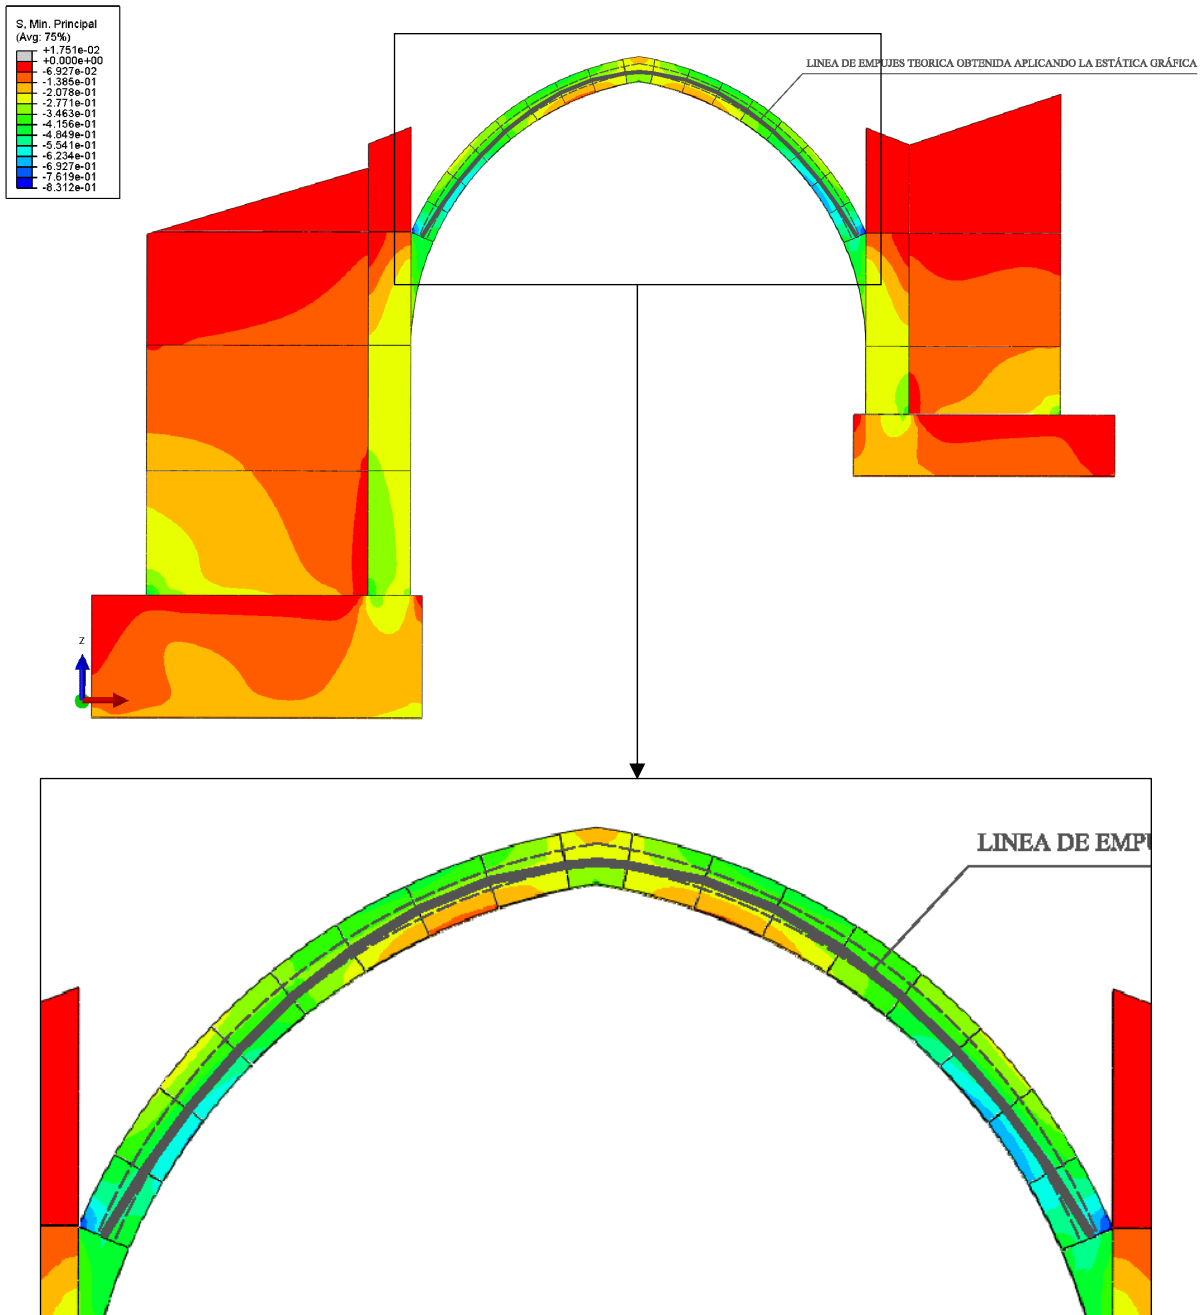 S, Min. Principal
(Avg: 75%)
+1.751e-02
+0.000e+00
-6.927e-02
-1.385e-01
-2.078e-01
-2.771e-01
-3.463e-01
-4.156e-01
-4.849e-01
-5.541e-01
-6.234e-01
-6.927e-01
-7.619e-01
-8.312e-01
LINEA DE EMPUJES TEORICA OBTENIDA APLICANDO LA ESTÁTICA GRÁFICA
Z
LINEA DE EMPU